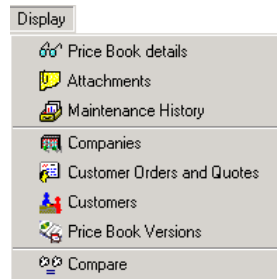 Display
Price Book details
Attachments
Maintenance History
Companies
Customer Orders and Quotes
Customers
Price Book Versions
Compare